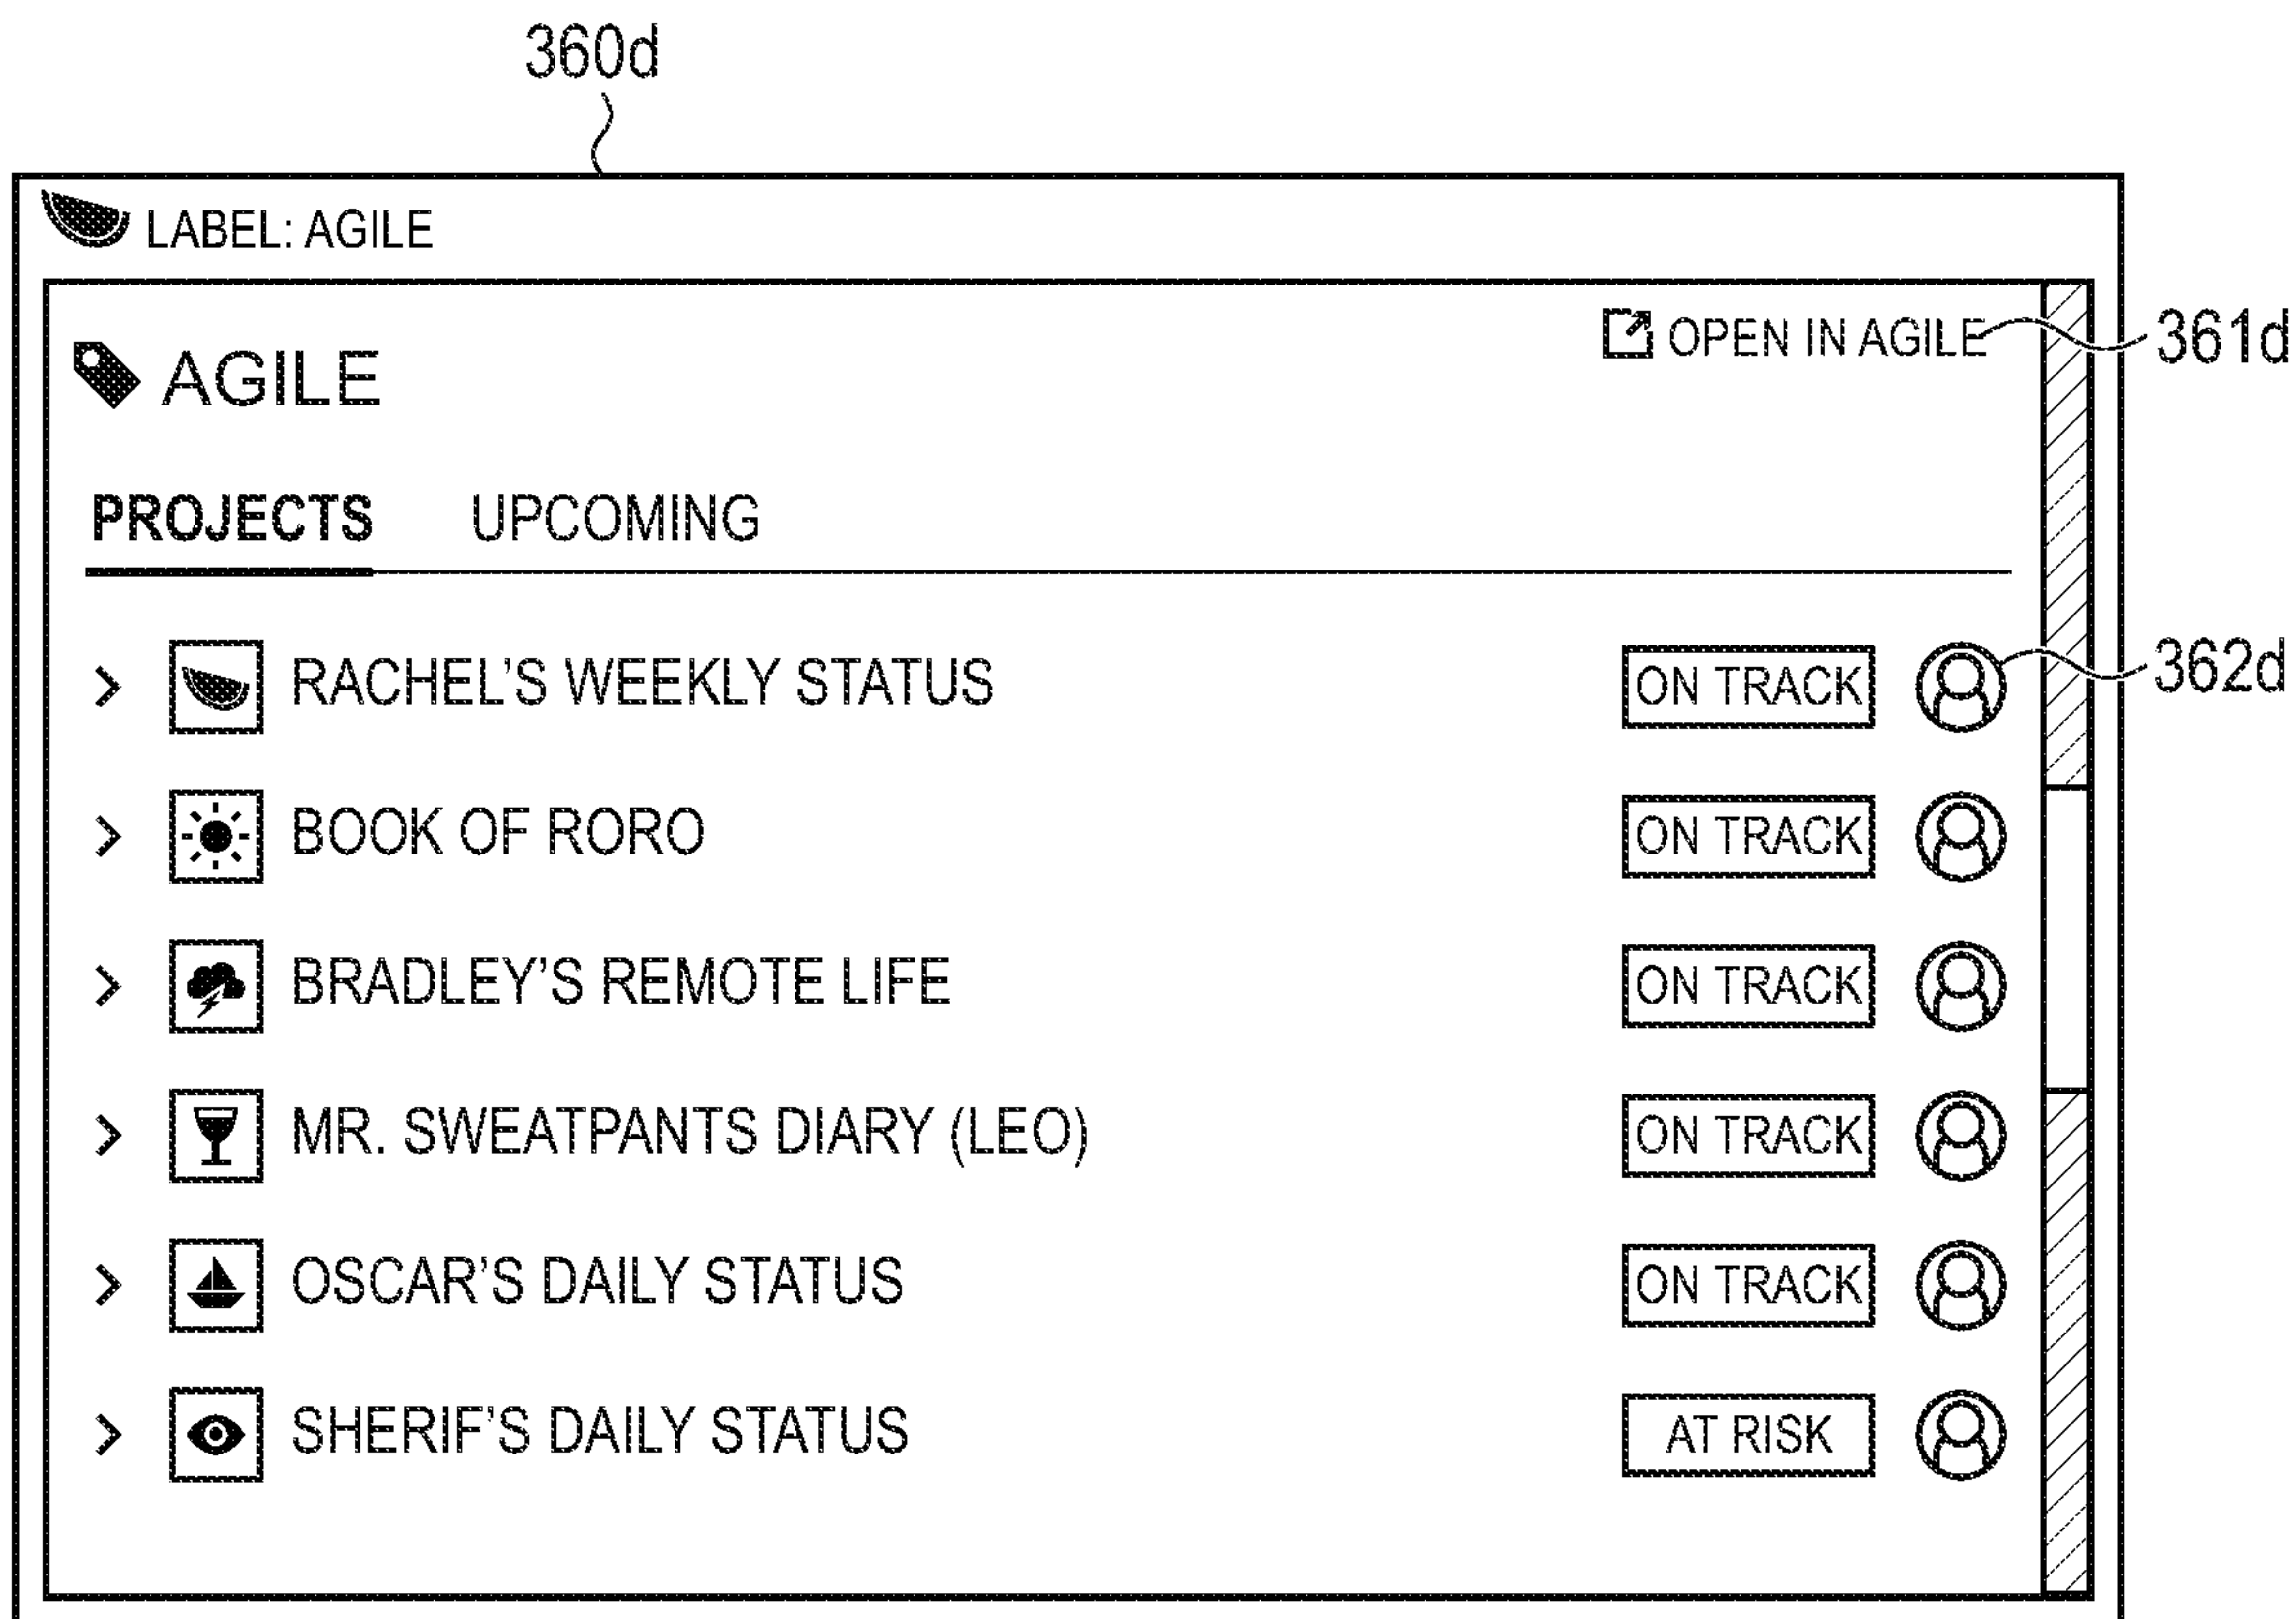 360d
LABEL: AGILE
AGILE
OPEN IN AGILE
361d
PROJECTS UPCOMING
RACHEL'S WEEKLY STATUS ON TRACK
362d
BOOK OF RORO ON TRACK
BRADLEY'S REMOTE LIFE ON TRACK
MR. SWEATPANTS DIARY (LEO) ON TRACK
OSCAR'S DAILY STATUS ON TRACK
SHERIF'S DAILY STATUS AT RISK